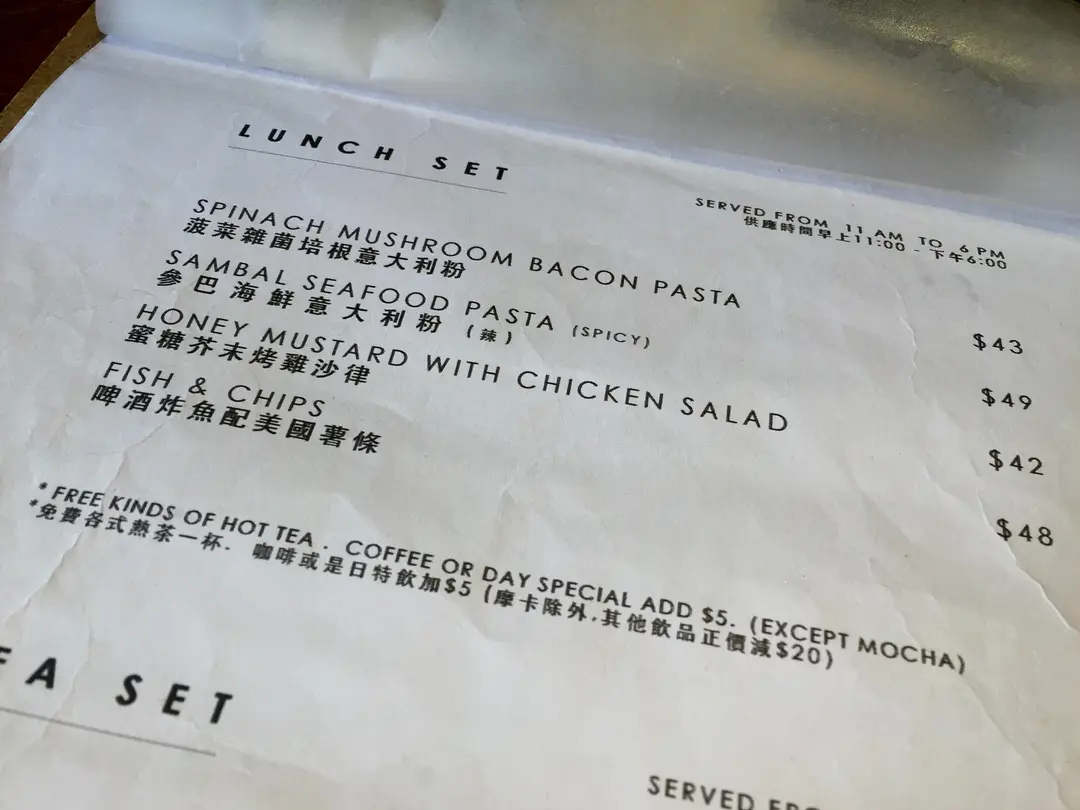 LUNCH SET
SERVED FROM 11 AM TO 6 PM
供應時間早上11:00 - 下午6:00
SPINACH MUSHROOM BACON PASTA
菠菜雜菌培根意大利粉
$43
SAMBAL SEAFOOD PASTA (SPICY)
參巴海鮮意大利粉 (辣)
$49
HONEY MUSTARD WITH CHICKEN SALAD
蜜糖芥末烤雞沙律
$42
FISH & CHIPS
啤酒炸魚配美國薯條
$48
* FREE KINDS OF HOT TEA . COFFEE OR DAY SPECIAL ADD $5. (EXCEPT MOCHA)
*免費各式熱茶一杯. 咖啡或是日特飲加$5 (摩卡除外,其他飲品正價減$20)
EA SET
SERVED FRO